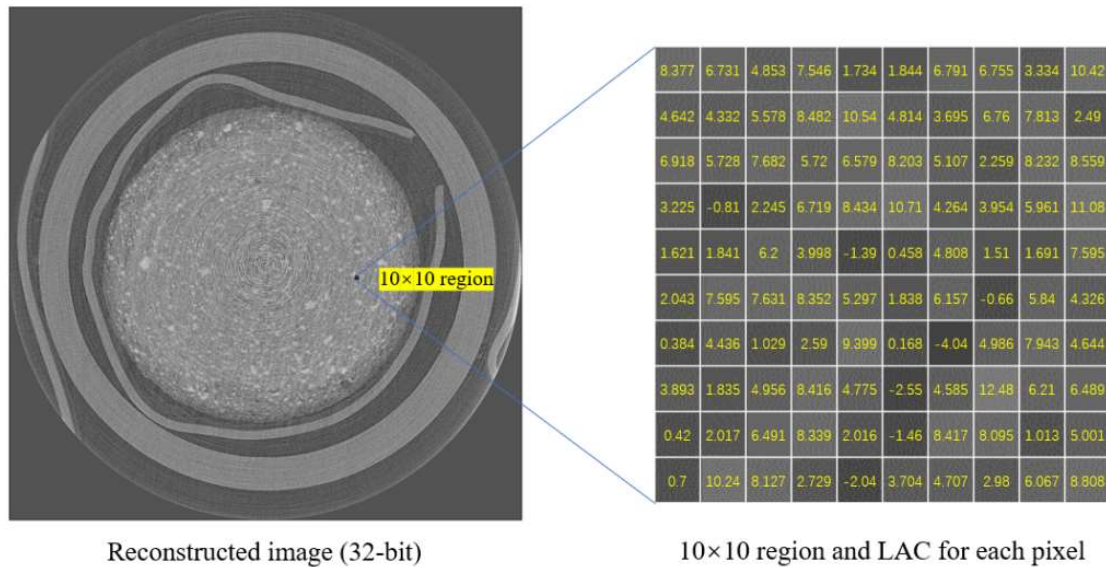 8.377 6.731 4.853 7.546 1.734 1.844 6.791 6.755 3.334 10.42
4.642 4.332 5.578 8.482 10.54 4.814 3.695 6.76 7.813 2.49
6.918 5.728 7.682 5.72 6.579 8.203 5.107 2.259 8.232 8.559
3.225 -0.81 2.245 6.719 8.434 10.71 4.264 3.954 5.961 11.08
1.621 1.841 6.2 3.998 -1.39 0.458 4.808 1.51 1.691 7.595
10×10 region
2.043 7.595 7.631 8.352 5.297 1.838 6.157 -0.66 5.84 4.326
0.384 4.436 1.029 2.59 9.399 0.168 -4.04 4.986 7.943 4.644
3.893 1.835 4.956 8.416 4.775 -2.55 4.585 12.48 6.21 6.489
0.42 2.017 6.491 8.339 2.016 -1.46 8.417 8.095 1.013 5.001
0.7 10.24 8.127 2.729 -2.04 3.704 4.707 2.98 6.067 8.808
Reconstructed image (32-bit)
10×10 region and LAC for each pixel